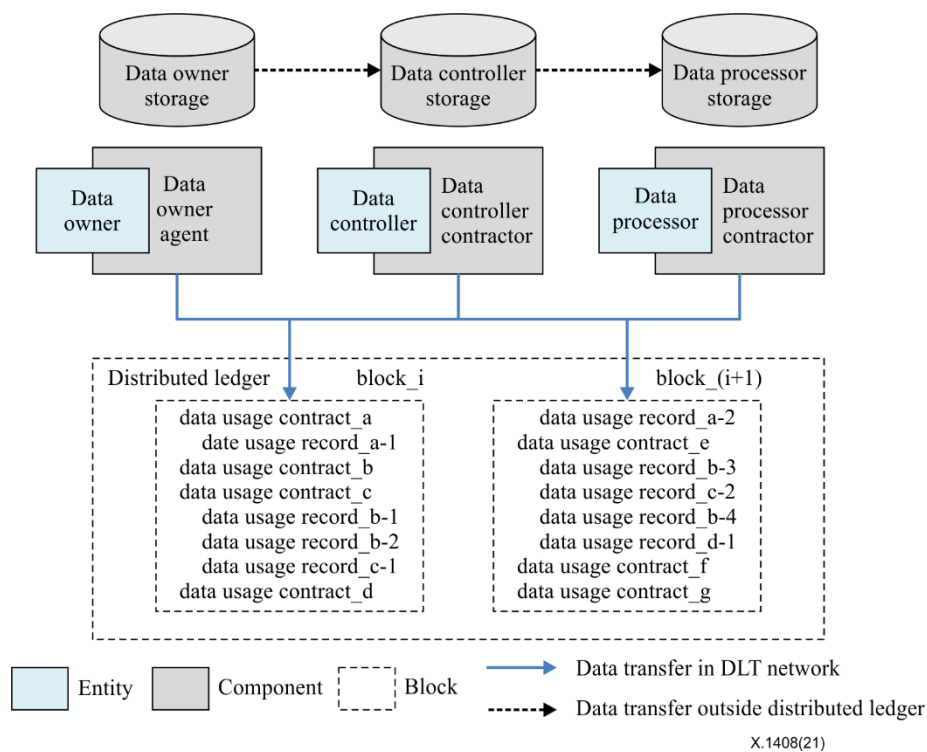 Data owner
storage
Data controller
storage
Data processor
storage
Data
owner
Data
owner
agent
Data
controller
Data
controller
contractor
Data
processor
Data
processor
contractor
Distributed ledger
block_i
data usage contract_a
date usage record_a-1
data usage contract_b
data usage contract_c
data usage record_b-1
data usage record_b-2
data usage record_c-1
data usage contract_d
block_(i+1)
data usage record_a-2
data usage contract_e
data usage record_b-3
data usage record_c-2
data usage record_b-4
data usage record_d-1
data usage contract_f
data usage contract_g
Entity
Component
Block
Data transfer in DLT network
Data transfer outside distributed ledger
X.1408(21)